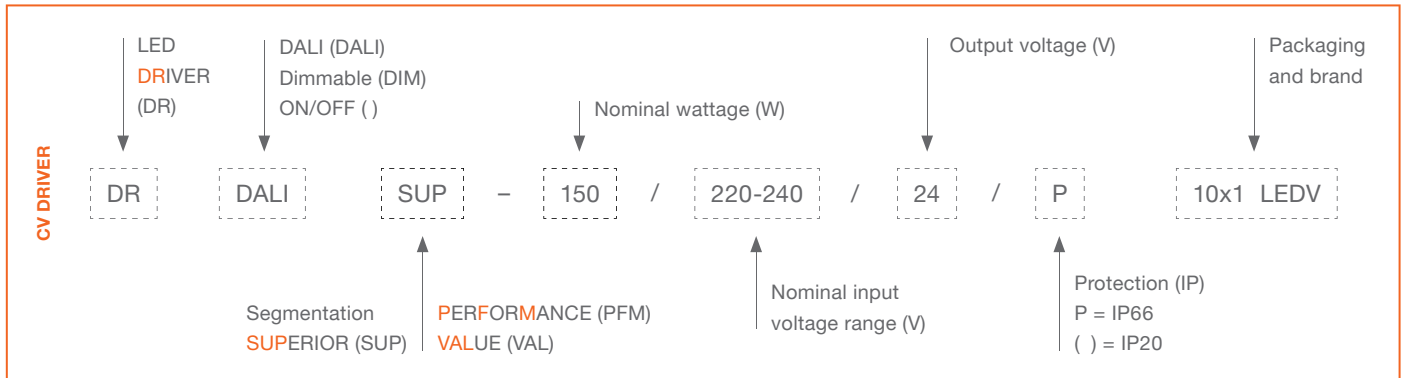 LED
DRIVER
(DR)
DALI (DALI)
Dimmable (DIM)
ON/OFF ( )
Nominal wattage (W)
Output voltage (V)
Packaging
and brand
CV DRIVER
DR DALI SUP – 150 / 220-240 / 24 / P 10x1 LEDV
Segmentation
SUPERIOR (SUP)
PERFORMANCE (PFM)
VALUE (VAL)
Nominal input
voltage range (V)
Protection (IP)
P = IP66
( ) = IP20